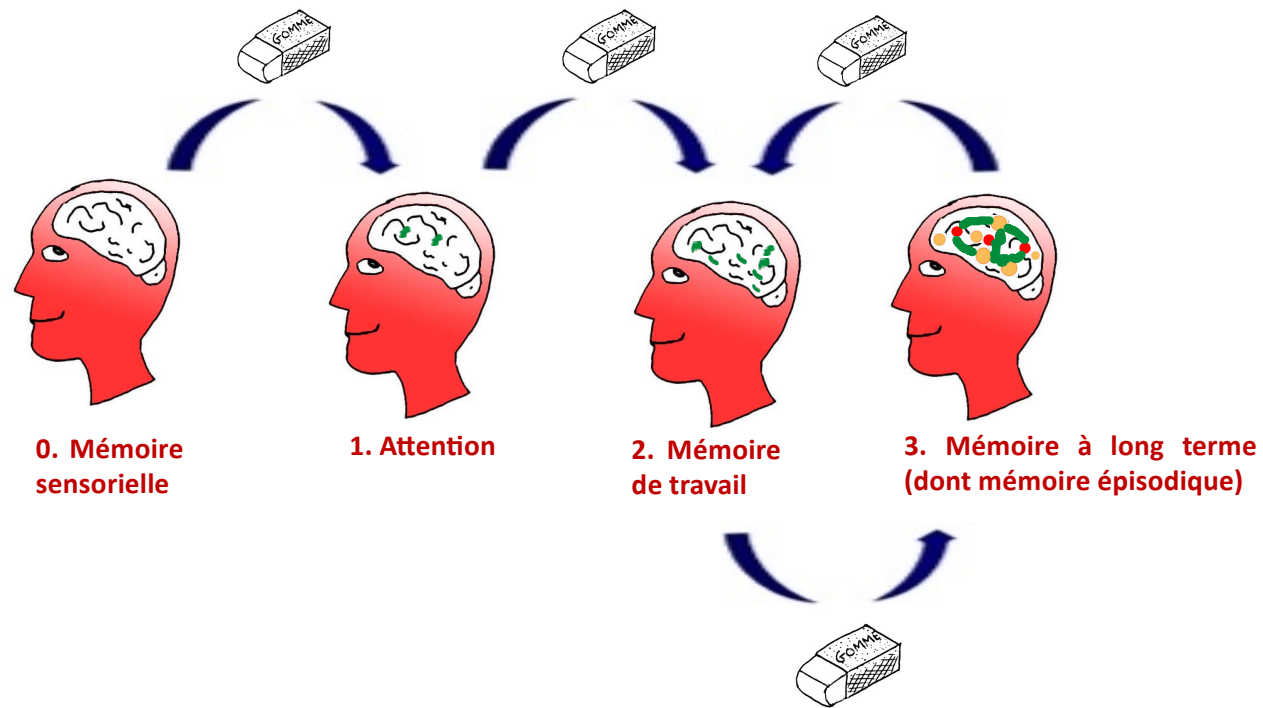 GOMME
GOMME
GOMME
0. Mémoire
sensorielle
1. Attention
2. Mémoire
de travail
3. Mémoire à long terme
(dont mémoire épisodique)
GOMME